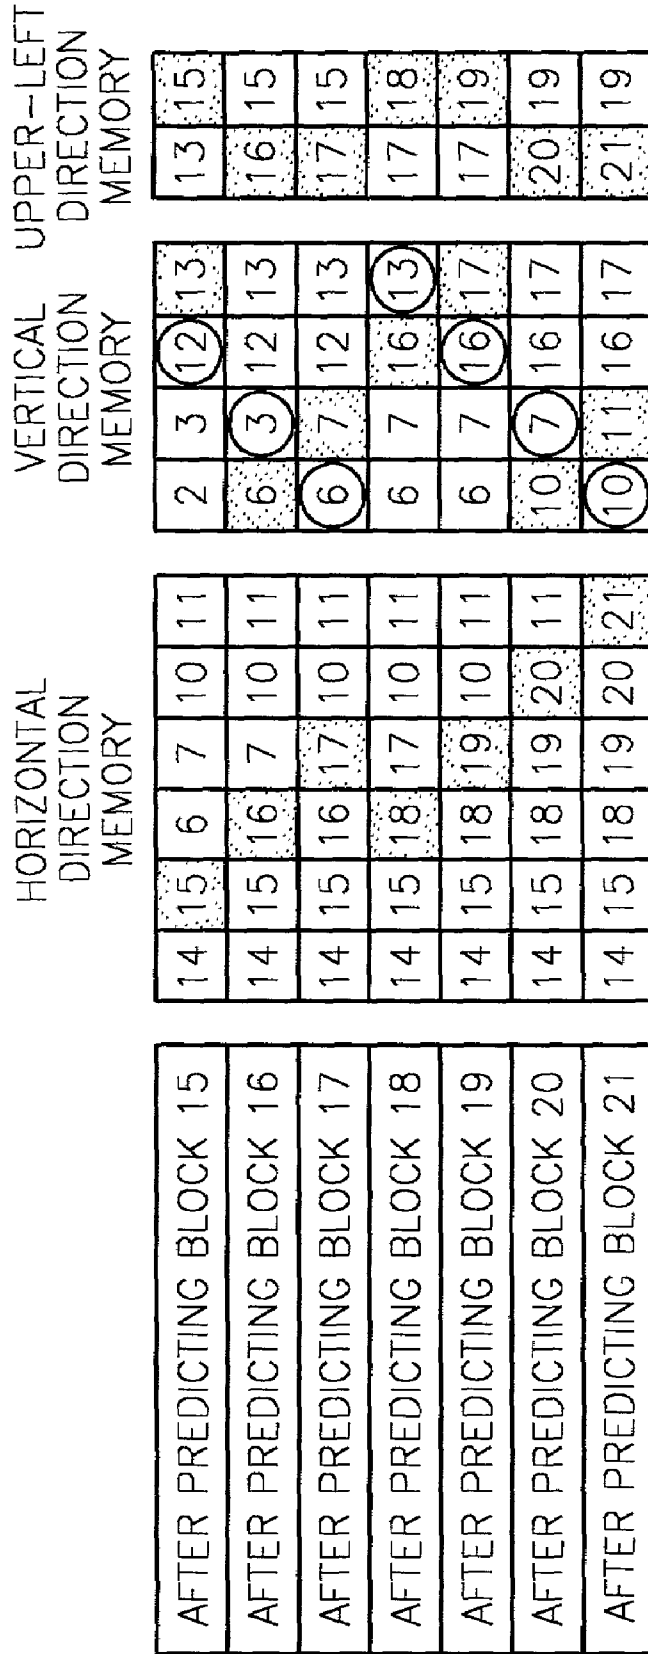 HORIZONTAL DIRECTION MEMORY VERTICAL DIRECTION MEMORY UPPER-LEFT DIRECTION MEMORY
AFTER PREDICTING BLOCK 15 14 15 6 7 10 11 2 3 12 13 13 15
AFTER PREDICTING BLOCK 16 14 15 16 7 10 11 6 3 12 13 16 15
AFTER PREDICTING BLOCK 17 14 15 16 17 10 11 6 7 12 13 17 15
AFTER PREDICTING BLOCK 18 14 15 18 17 10 11 6 7 16 13 17 18
AFTER PREDICTING BLOCK 19 14 15 18 19 10 11 6 7 16 17 17 19
AFTER PREDICTING BLOCK 20 14 15 18 19 20 11 10 7 16 17 20 19
AFTER PREDICTING BLOCK 21 14 15 18 19 20 21 10 11 16 17 21 19